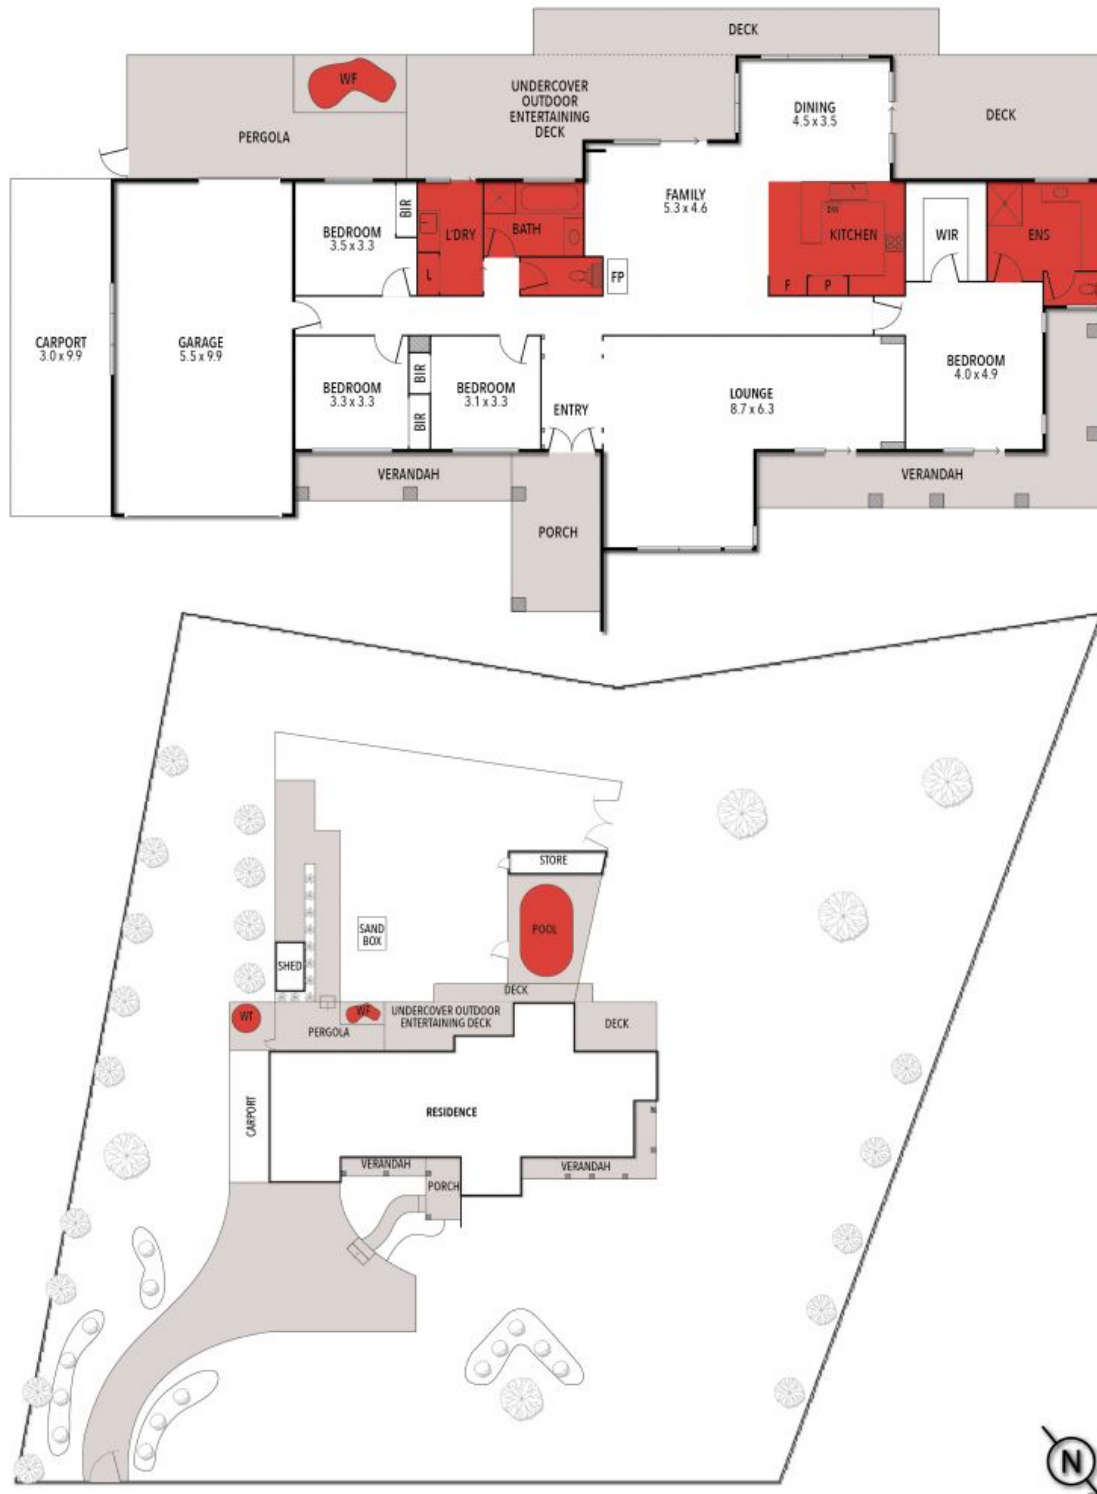 DECK
WF
UNDERCOVER
OUTDOOR
ENTERTAINING
DECK
DINING
4.5 x 3.5
DECK
PERGOLA
FAMILY
5.3 x 4.6
BIR
BEDROOM
3.5 x 3.3
L'DRY
BATH
DW
KITCHEN
WIR
ENS
L
FP
F
P
CARPORT
3.0 x 9.9
GARAGE
5.5 x 9.9
BEDROOM
3.3 x 3.3
BIR
BIR
BEDROOM
3.1 x 3.3
ENTRY
LOUNGE
8.7 x 6.3
BEDROOM
4.0 x 4.9
VERANDAH
VERANDAH
PORCH
STORE
POOL
SAND
BOX
SHED
DECK
WT
WF
UNDERCOVER OUTDOOR
ENTERTAINING DECK
PERGOLA
DECK
CARPORT
RESIDENCE
VERANDAH
VERANDAH
PORCH
N